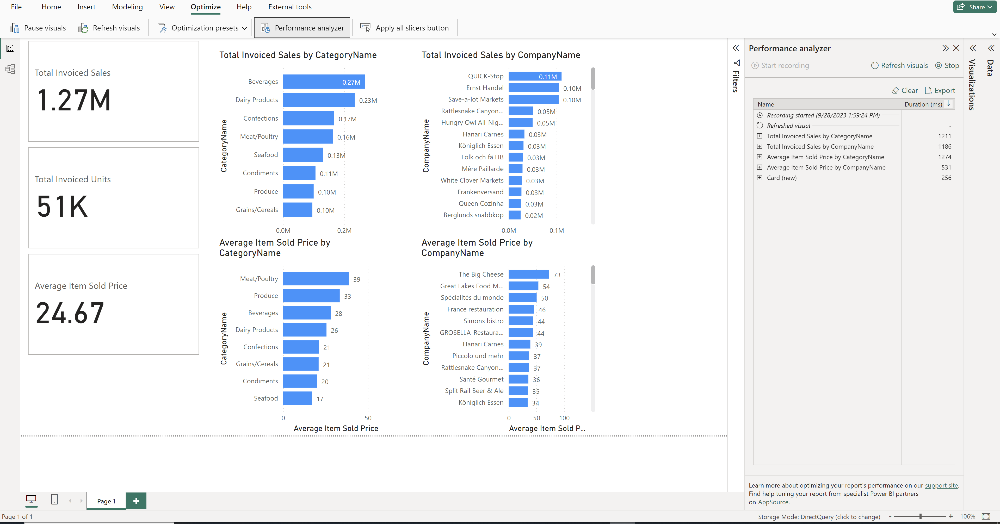 File Home Insert Modeling View Optimize Help External tools Share
Pause visuals Refresh visuals Optimization presets Performance analyzer Apply all slicers button
Total Invoiced Sales
1.27M
Total Invoiced Units
51K
Average Item Sold Price
24.67
Total Invoiced Sales by CategoryName
CategoryName
Beverages 0.27M
Dairy Products 0.23M
Confections 0.17M
Meat/Poultry 0.16M
Seafood 0.13M
Condiments 0.11M
Produce 0.10M
Grains/Cereals 0.10M
0.0M 0.2M
Total Invoiced Sales by CompanyName
CompanyName
QUICK-Stop 0.11M
Ernst Handel 0.10M
Save-a-lot Markets 0.10M
Rattlesnake Canyon... 0.05M
Hungry Owl All-Nig... 0.05M
Hanari Carnes 0.03M
Königlich Essen 0.03M
Folk och fä HB 0.03M
Mère Paillarde 0.03M
White Clover Markets 0.03M
Frankenversand 0.03M
Queen Cozinha 0.03M
Berglunds snabbköp 0.02M
0.0M 0.1M
Average Item Sold Price by
CategoryName
CategoryName
Meat/Poultry 39
Produce 33
Beverages 28
Dairy Products 26
Confections 21
Grains/Cereals 21
Condiments 20
Seafood 17
0 50
Average Item Sold Price
Average Item Sold Price by
CompanyName
CompanyName
The Big Cheese 73
Great Lakes Food M... 54
Spécialités du monde 50
France restauration 46
Simons bistro 44
GROSELLA-Restaura... 44
Hanari Carnes 39
Piccolo und mehr 37
Rattlesnake Canyon... 37
Santé Gourmet 36
Split Rail Beer & Ale 35
Königlich Essen 34
0 50 100
Average Item Sold P...
Filters
Performance analyzer
Start recording Refresh visuals Stop
Clear Export
Name Duration (ms)
Recording started (9/28/2023 1:59:24 PM) -
Refreshed visual -
Total Invoiced Sales by CategoryName 1211
Total Invoiced Sales by CompanyName 1186
Average Item Sold Price by CategoryName 1274
Average Item Sold Price by CompanyName 531
Card (new) 256
Learn more about optimizing your report's performance on our support site.
Find help tuning your report from specialist Power BI partners
on AppSource.
Visualizations
Data
Page 1
Page 1 of 1
Storage Mode: DirectQuery (click to change) - + 106%